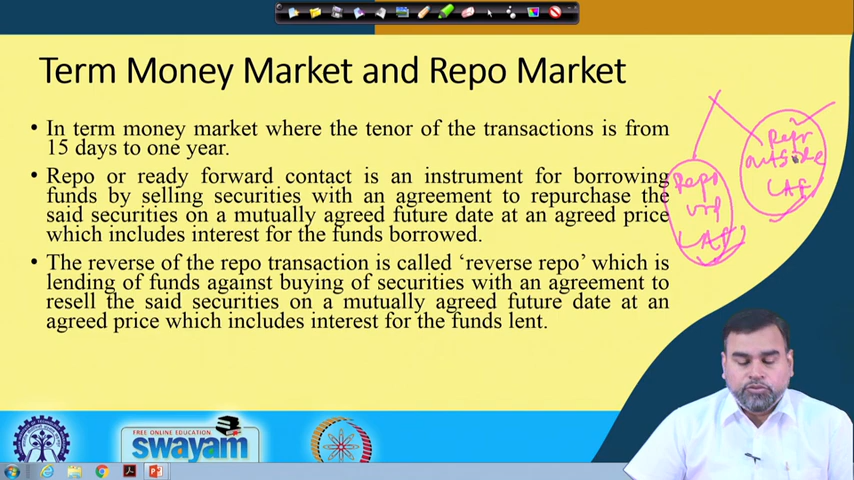 Term Money Market and Repo Market
• In term money market where the tenor of the transactions is from
15 days to one year.
• Repo or ready forward contact is an instrument for borrowing
funds by selling securities with an agreement to repurchase the
said securities on a mutually agreed future date at an agreed price
which includes interest for the funds borrowed.
• The reverse of the repo transaction is called ‘reverse repo’ which is
lending of funds against buying of securities with an agreement to
resell the said securities on a mutually agreed future date at an
agreed price which includes interest for the funds lent.
Repo
outside
LAF
Repo
LAF
FREE ONLINE EDUCATION
swayam